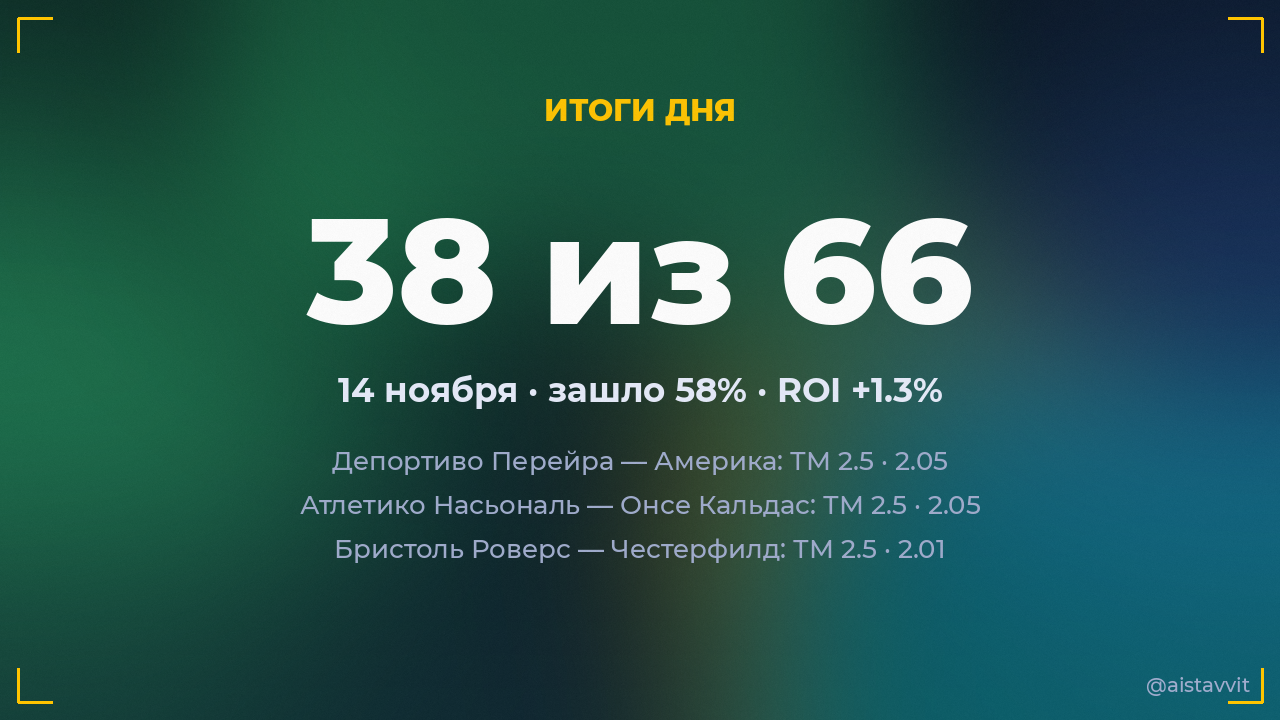 ИТОГИ ДНЯ
38 из 66
14 ноября · зашло 58% · ROI +1.3%
Депортиво Перейра — Америка: ТМ 2.5 · 2.05
Атлетико Насьональ — Онсе Кальдас: ТМ 2.5 · 2.05
Бристоль Роверс — Честерфилд: ТМ 2.5 · 2.01
@aistavvit